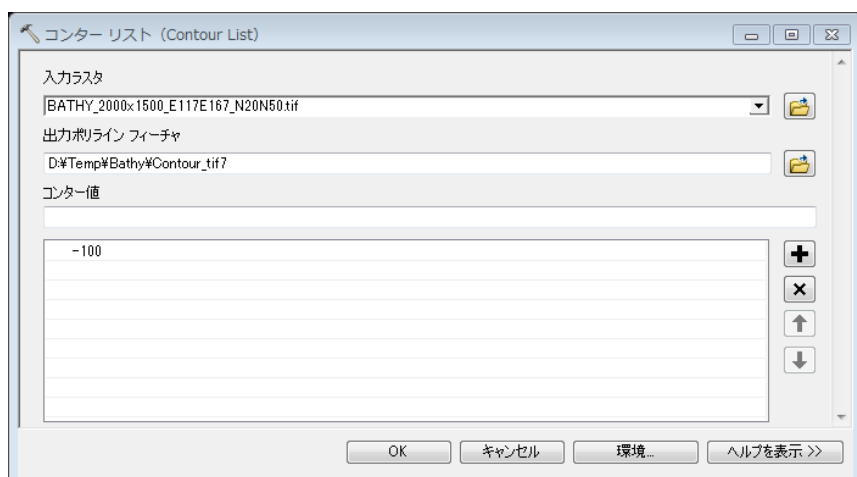 コンター リスト (Contour List)
入力ラスタ
BATHY_2000x1500_E117E167_N20N50.tif
出力ポリライン フィーチャ
D:¥Temp¥Bathy¥Contour_tif7
コンター値
-100
OK キャンセル 環境... ヘルプを表示 >>